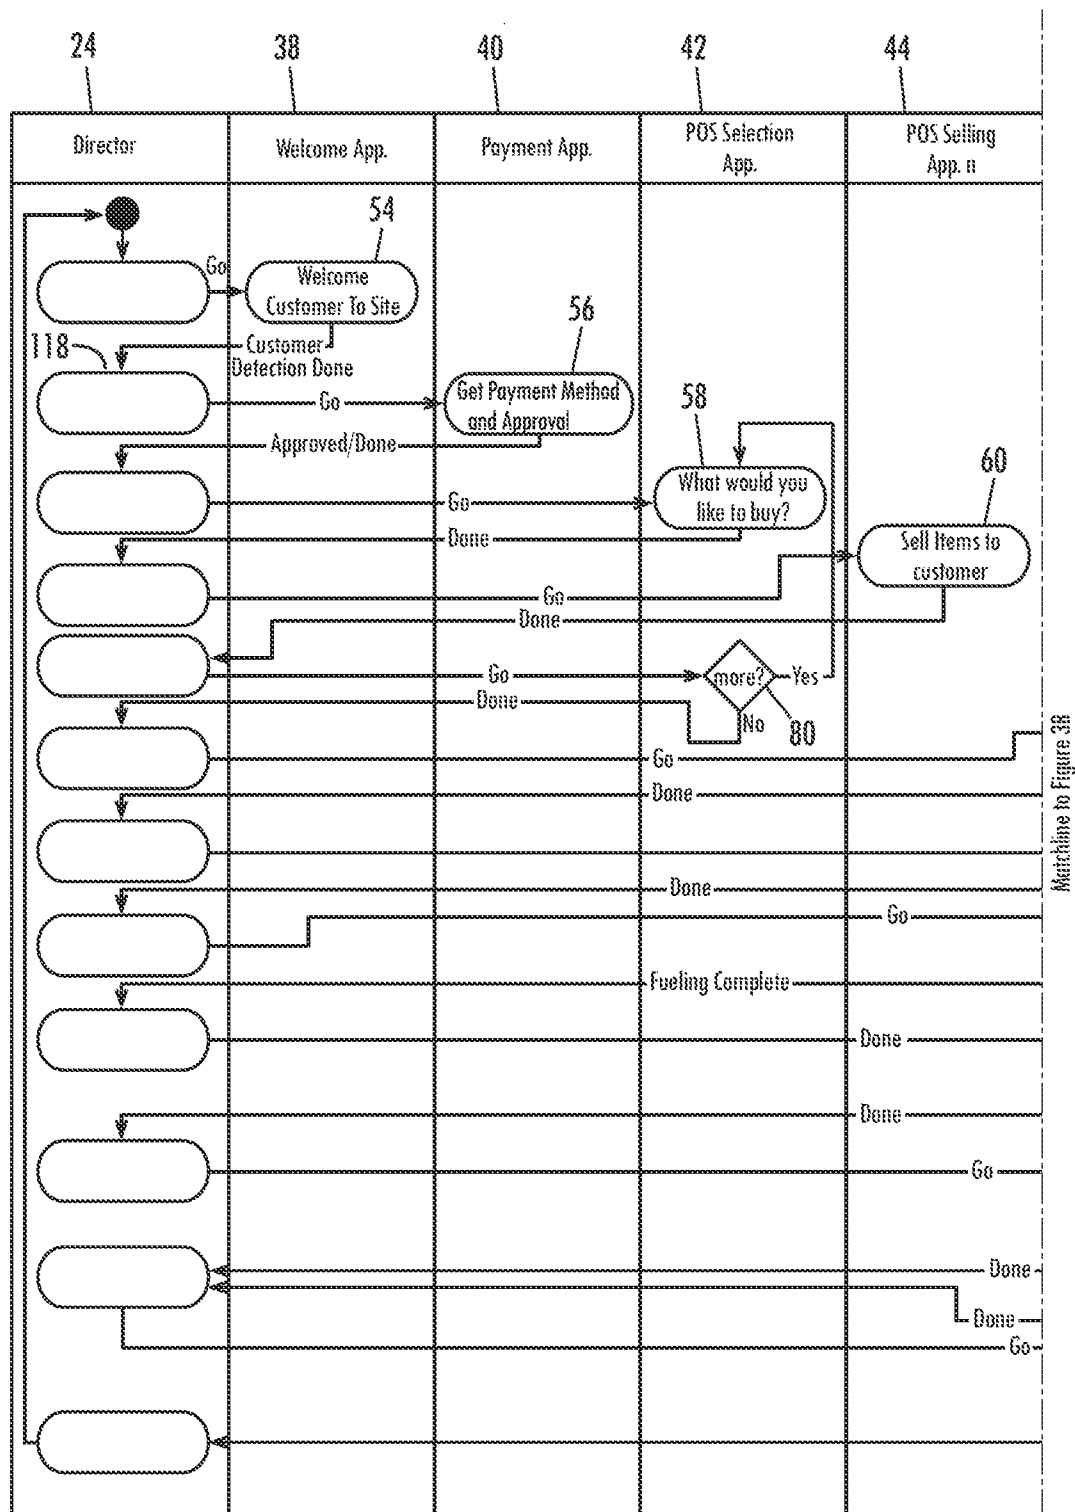 24
38
40
42
44
Director
Welcome App.
Payment App.
POS Selection
App.
POS Selling
App. n
54
Go
Welcome
Customer To Site
56
118
Customer
Detection Done
Go
Get Payment Method
and Approval
58
Approved/Done
60
What would you
like to buy?
Go
Done
Sell Items to
customer
Go
Done
Go
more?
Yes
Done
No
80
Go
Done
Done
Go
Fueling Complete
Done
Done
Go
Done
Done
Go
Matchline to Figure 3B